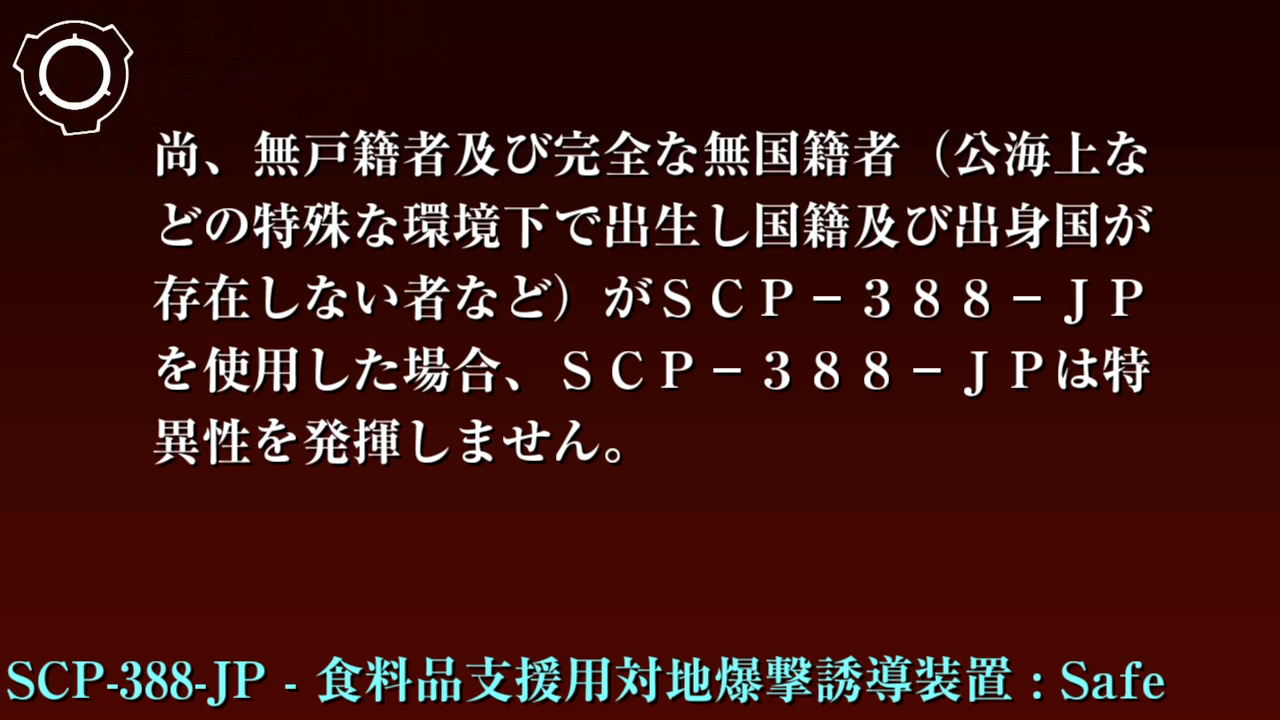 尚、無戸籍者及び完全な無国籍者（公海上な
どの特殊な環境下で出生し国籍及び出身国が
存在しない者など）がＳＣＰ－３８８－ＪＰ
を使用した場合、ＳＣＰ－３８８－ＪＰは特
異性を発揮しません。
SCP-388-JP - 食料品支援用対地爆撃誘導装置 : Safe